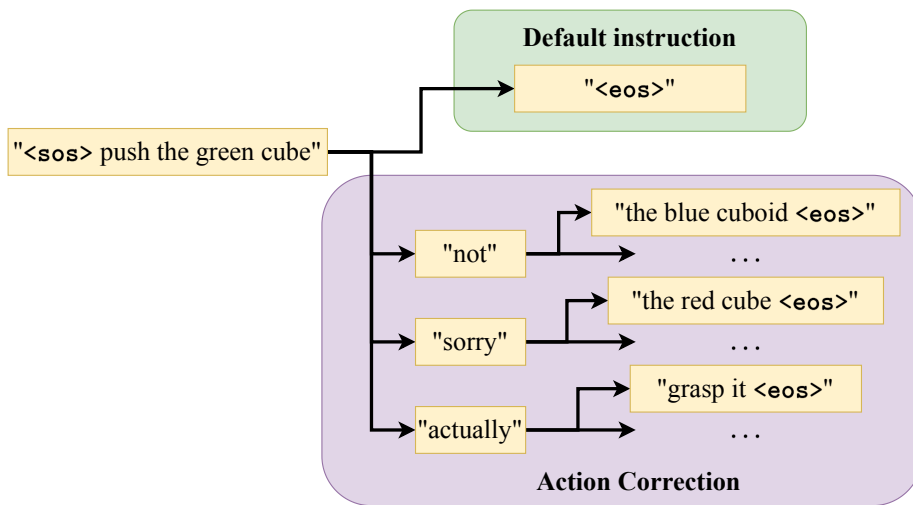 Default instruction
"<eos>"
"<sos> push the green cube"
"the blue cuboid <eos>"
"not"
...
"the red cube <eos>"
"sorry"
...
"grasp it <eos>"
"actually"
...
Action Correction